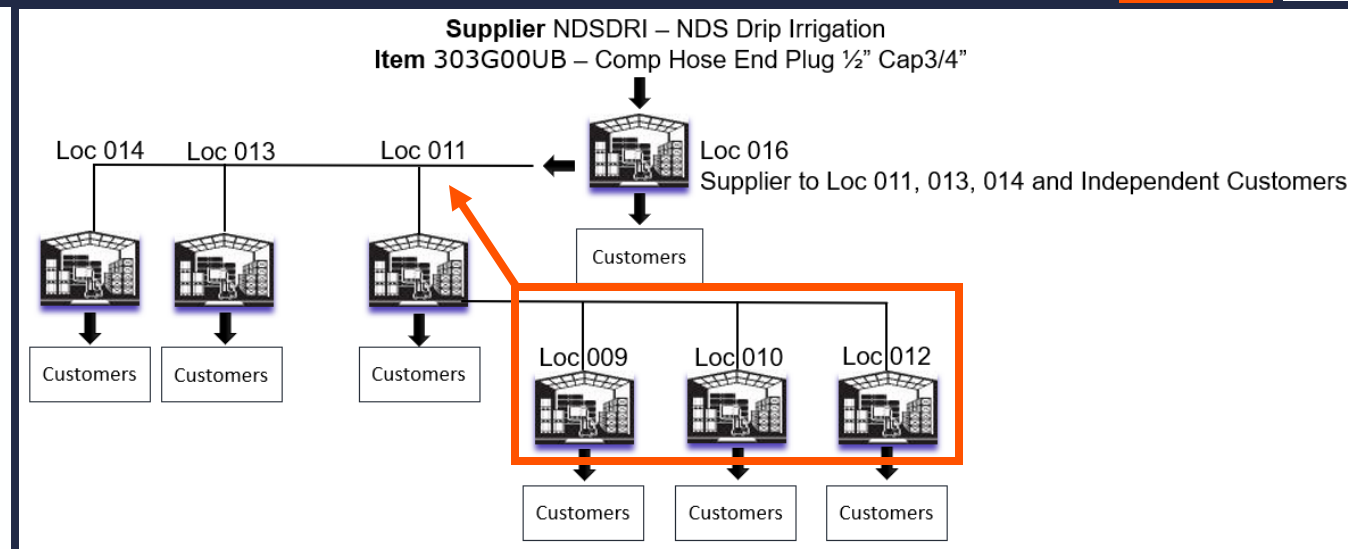 Supplier NDSDRI – NDS Drip Irrigation
Item 303G00UB – Comp Hose End Plug ½” Cap3/4”
Loc 014
Loc 013
Loc 011
Loc 016
Supplier to Loc 011, 013, 014 and Independent Customers
Customers
Customers
Customers
Customers
Loc 009
Loc 010
Loc 012
Customers
Customers
Customers